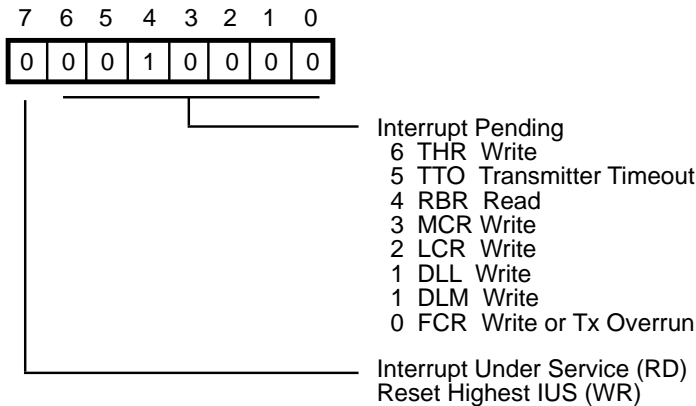 7 6 5 4 3 2 1 0
0 0 0 1 0 0 0 0
Interrupt Pending
6 THR Write
5 TTO Transmitter Timeout
4 RBR Read
3 MCR Write
2 LCR Write
1 DLL Write
1 DLM Write
0 FCR Write or Tx Overrun
Interrupt Under Service (RD)
Reset Highest IUS (WR)